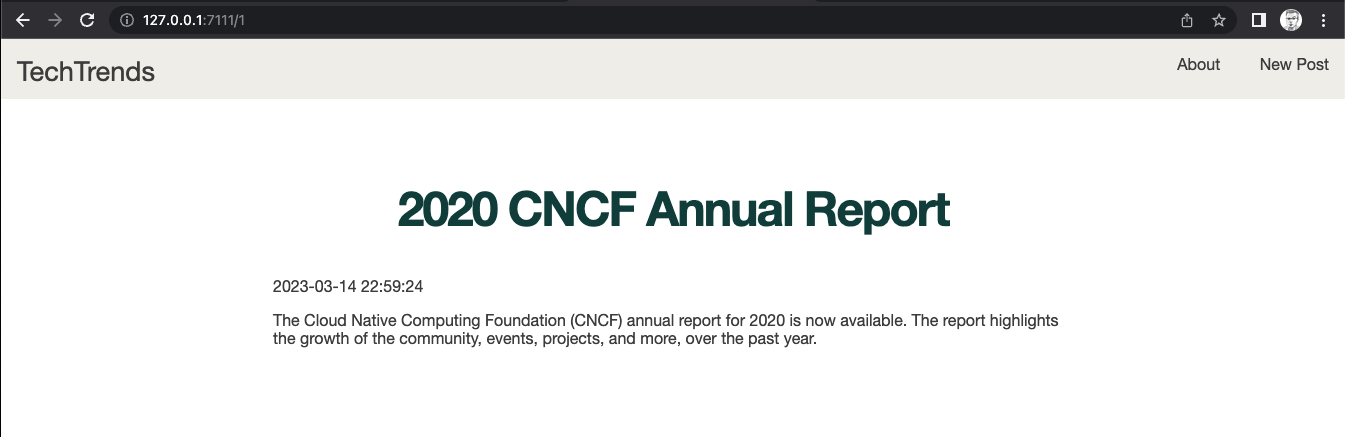 127.0.0.1:7111/1
TechTrends
About
New Post
2020 CNCF Annual Report
2023-03-14 22:59:24
The Cloud Native Computing Foundation (CNCF) annual report for 2020 is now available. The report highlights
the growth of the community, events, projects, and more, over the past year.